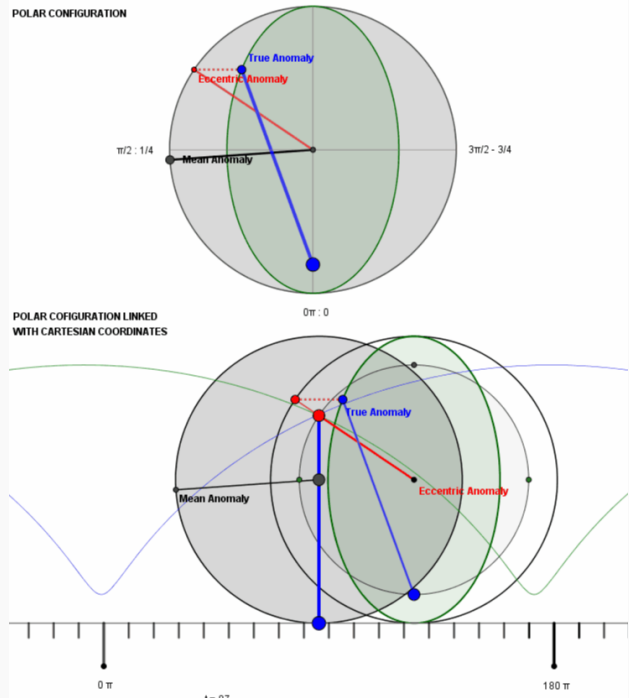 POLAR CONFIGURATION
True Anomaly
Eccentric Anomaly
π/2 : 1/4
Mean Anomaly
3π/2 - 3/4
0π : 0
POLAR COFIGURATION LINKED
WITH CARTESIAN COORDINATES
True Anomaly
Eccentric Anomaly
Mean Anomaly
0 π
180 π